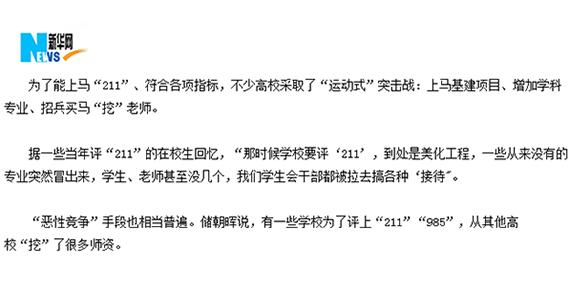 新华网
NEWS
为了能上马“211”、符合各项指标，不少高校采取了“运动式”突击战：上马基建项目、增加学科
专业、招兵买马“挖”老师。
据一些当年评“211”的在校生回忆，“那时候学校要评‘211’，到处是美化工程，一些从来没有的
专业突然冒出来，学生、老师甚至没几个，我们学生会干部都被拉去搞各种‘接待”。
“恶性竞争”手段也相当普遍。储朝晖说，有一些学校为了评上“211”“985”，从其他高
校“挖”了很多师资。